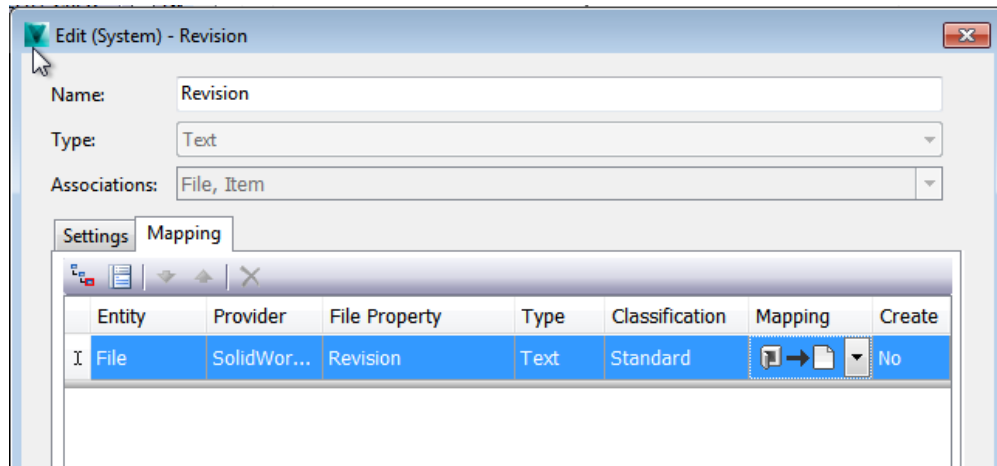 Edit (System) - Revision
Name: Revision
Type: Text
Associations: File, Item
Settings Mapping
Entity Provider File Property Type Classification Mapping Create
File SolidWor... Revision Text Standard No